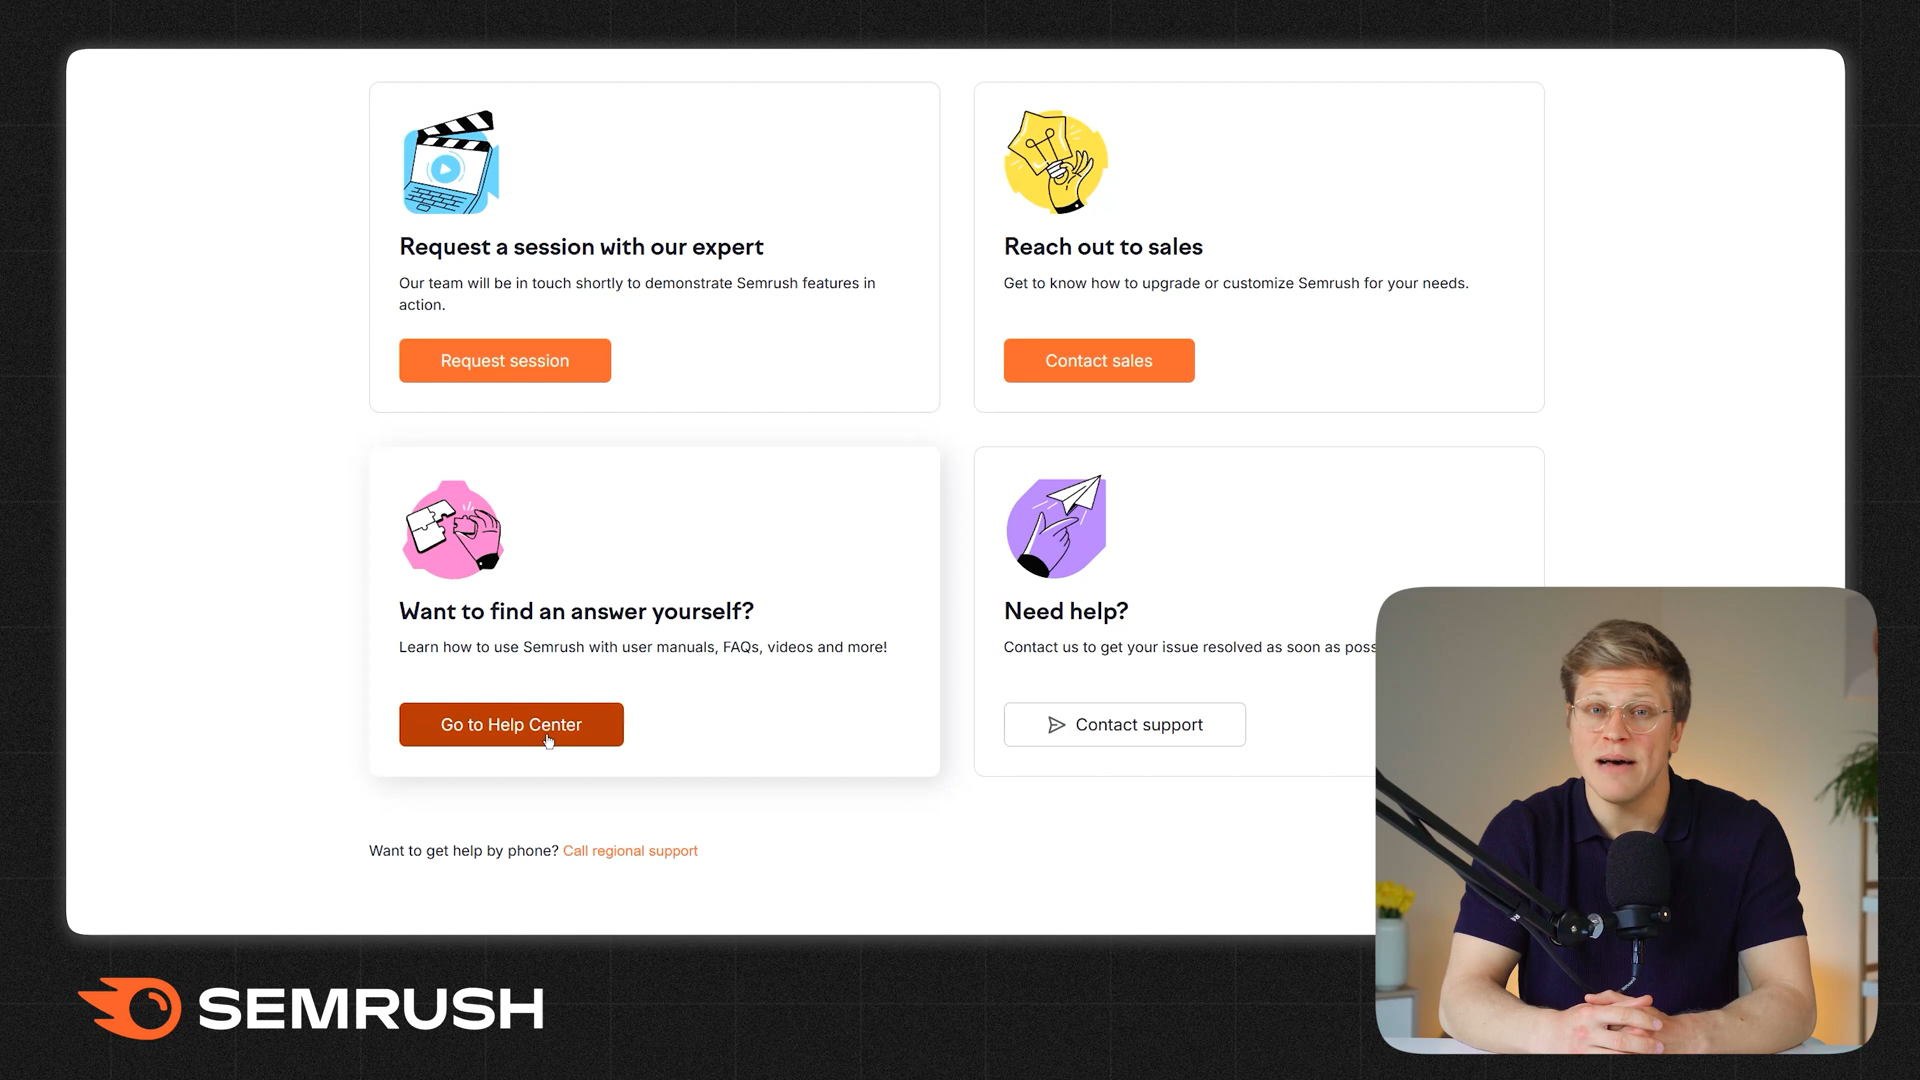 Request a session with our expert
Our team will be in touch shortly to demonstrate Semrush features in
action.
Request session
Reach out to sales
Get to know how to upgrade or customize Semrush for your needs.
Contact sales
Want to find an answer yourself?
Learn how to use Semrush with user manuals, FAQs, videos and more!
Go to Help Center
Need help?
Contact us to get your issue resolved as soon as poss
Contact support
Want to get help by phone? Call regional support
SEMRUSH